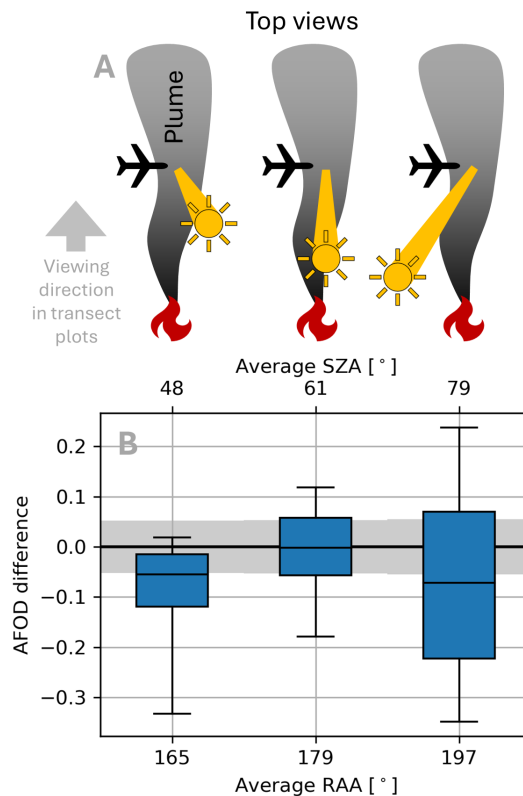 Top views
A
Plume
Viewing
direction
in transect
plots
Average SZA [°]
48 61 79
B
0.2
0.1
0.0
−0.1
−0.2
−0.3
AFOD difference
165 179 197
Average RAA [°]